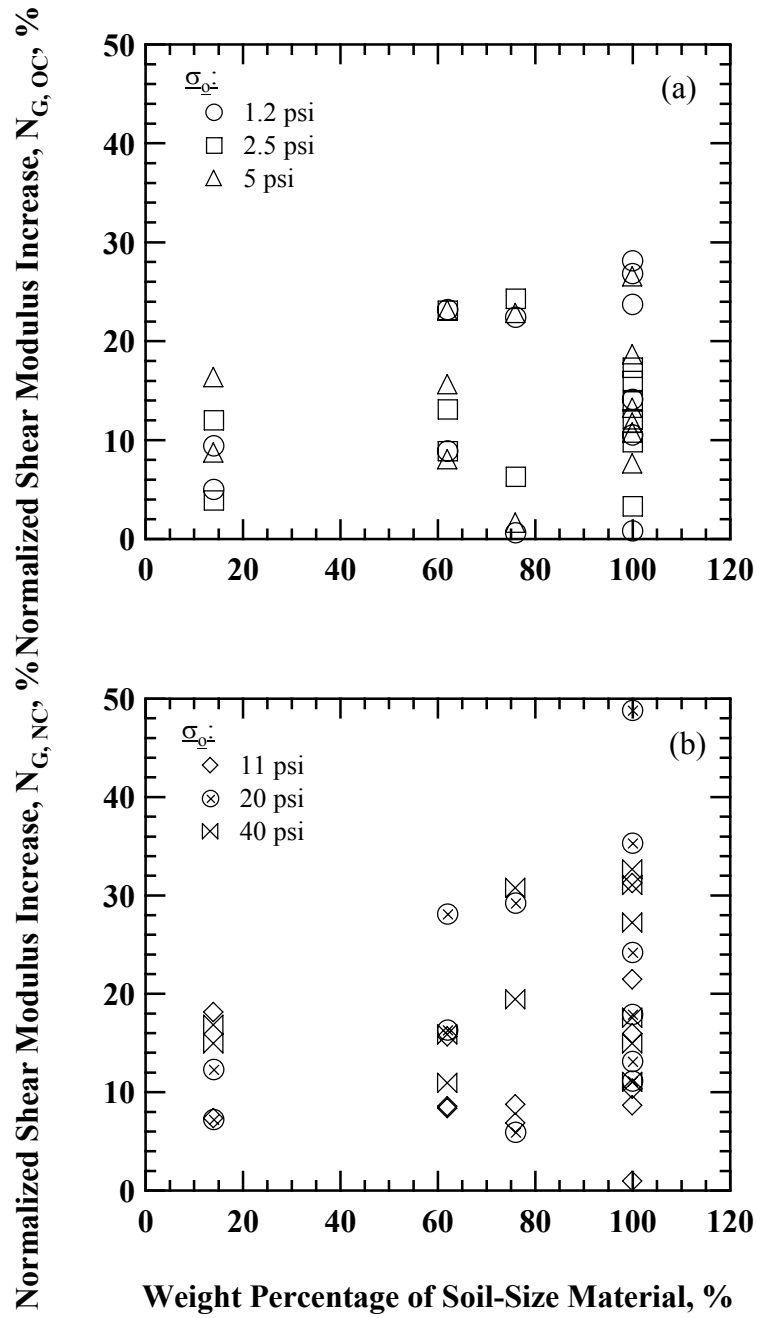 Normalized Shear Modulus Increase, N_G, OC, %
50
40
30
20
10
0
σo:
1.2 psi
2.5 psi
5 psi
(a)
0 20 40 60 80 100 120
Normalized Shear Modulus Increase, N_G, NC, %
50
40
30
20
10
0
σo:
11 psi
20 psi
40 psi
(b)
0 20 40 60 80 100 120
Weight Percentage of Soil-Size Material, %